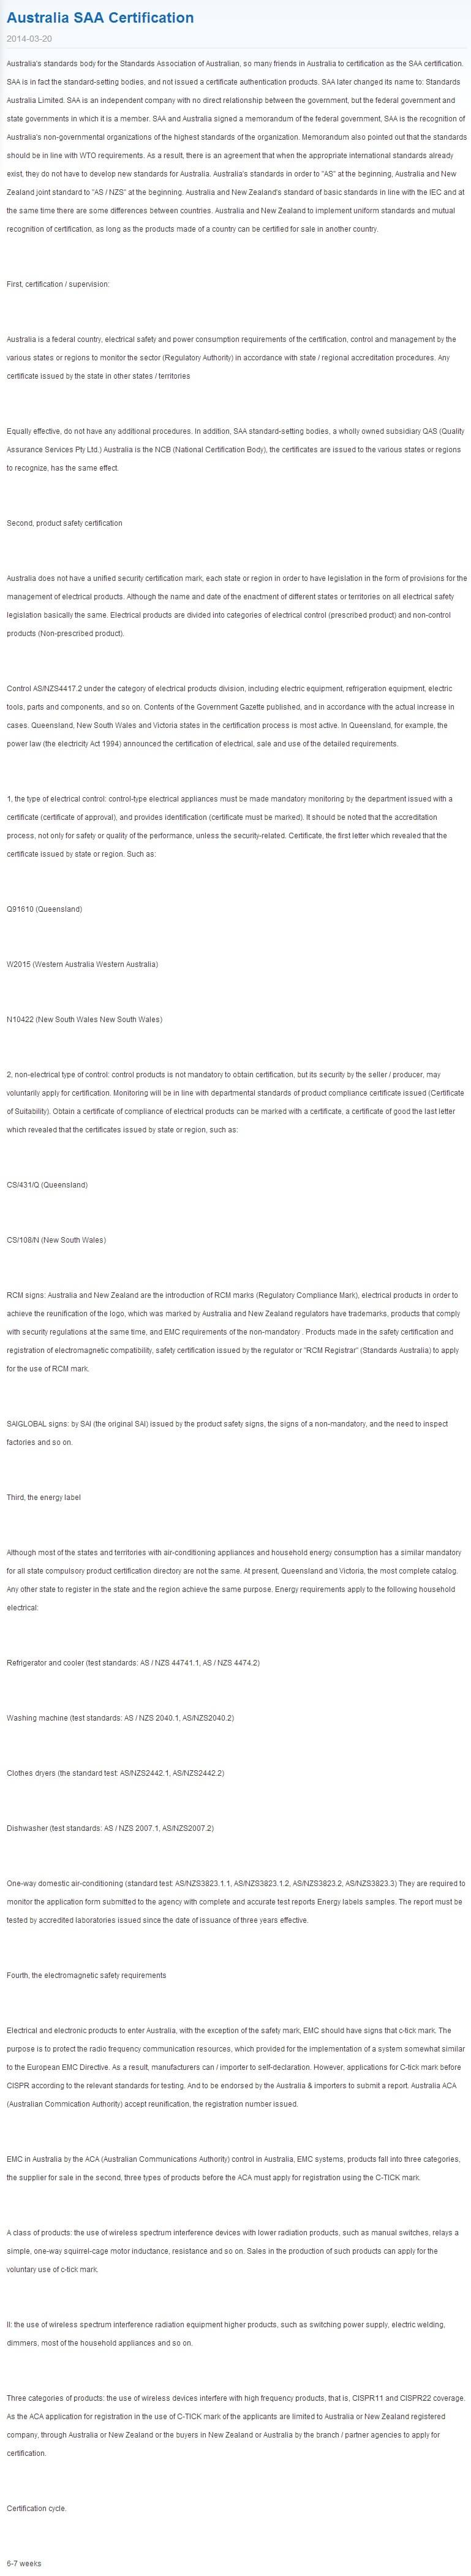 Australia SAA Certification
2014-03-20
Australia's standards body for the Standards Association of Australian, so many friends in Australia to certification as the SAA certification.
SAA is in fact the standard-setting bodies, and not issued a certificate authentication products. SAA later changed its name to: Standards
Australia Limited. SAA is an independent company with no direct relationship between the government, but the federal government and
state governments in which it is a member. SAA and Australia signed a memorandum of the federal government, SAA is the recognition of
Australia's non-governmental organizations of the highest standards of the organization. Memorandum also pointed out that the standards
should be in line with WTO requirements. As a result, there is an agreement that when the appropriate international standards already
exist, they do not have to develop new standards for Australia. Australia's standards in order to "AS" at the beginning, Australia and New
Zealand joint standard to "AS / NZS" at the beginning. Australia and New Zealand's standard of basic standards in line with the IEC and at
the same time there are some differences between countries. Australia and New Zealand to implement uniform standards and mutual
recognition of certification, as long as the products made of a country can be certified for sale in another country.
First, certification / supervision:
Australia is a federal country, electrical safety and power consumption requirements of the certification, control and management by the
various states or regions to monitor the sector (Regulatory Authority) in accordance with state / regional accreditation procedures. Any
certificate issued by the state in other states / territories
Equally effective, do not have any additional procedures. In addition, SAA standard-setting bodies, a wholly owned subsidiary QAS (Quality
Assurance Services Pty Ltd.) Australia is the NCB (National Certification Body), the certificates are issued to the various states or regions
to recognize, has the same effect.
Second, product safety certification
Australia does not have a unified security certification mark, each state or region in order to have legislation in the form of provisions for the
management of electrical products. Although the name and date of the enactment of different states or territories on all electrical safety
legislation basically the same. Electrical products are divided into categories of electrical control (prescribed product) and non-control
products (Non-prescribed product).
Control AS/NZS4417.2 under the category of electrical products division, including electric equipment, refrigeration equipment, electric
tools, parts and components, and so on. Contents of the Government Gazette published, and in accordance with the actual increase in
cases. Queensland, New South Wales and Victoria states in the certification process is most active. In Queensland, for example, the
power law (the electricity Act 1994) announced the certification of electrical, sale and use of the detailed requirements.
1, the type of electrical control: control-type electrical appliances must be made mandatory monitoring by the department issued with a
certificate (certificate of approval), and provides identification (certificate must be marked). It should be noted that the accreditation
process, not only for safety or quality of the performance, unless the security-related. Certificate, the first letter which revealed that the
certificate issued by state or region. Such as:
Q91610 (Queensland)
W2015 (Western Australia Western Australia)
N10422 (New South Wales New South Wales)
2, non-electrical type of control: control products is not mandatory to obtain certification, but its security by the seller / producer, may
voluntarily apply for certification. Monitoring will be in line with departmental standards of product compliance certificate issued (Certificate
of Suitability). Obtain a certificate of compliance of electrical products can be marked with a certificate, a certificate of good the last letter
which revealed that the certificates issued by state or region, such as:
CS/431/Q (Queensland)
CS/108/N (New South Wales)
RCM signs: Australia and New Zealand are the introduction of RCM marks (Regulatory Compliance Mark), electrical products in order to
achieve the reunification of the logo, which was marked by Australia and New Zealand regulators have trademarks, products that comply
with security regulations at the same time, and EMC requirements of the non-mandatory . Products made in the safety certification and
registration of electromagnetic compatibility, safety certification issued by the regulator or "RCM Registrar" (Standards Australia) to apply
for the use of RCM mark.
SAIGLOBAL signs: by SAI (the original SAI) issued by the product safety signs, the signs of a non-mandatory, and the need to inspect
factories and so on.
Third, the energy label
Although most of the states and territories with air-conditioning appliances and household energy consumption has a similar mandatory
for all state compulsory product certification directory are not the same. At present, Queensland and Victoria, the most complete catalog.
Any other state to register in the state and the region achieve the same purpose. Energy requirements apply to the following household
electrical:
Refrigerator and cooler (test standards: AS / NZS 44741.1, AS / NZS 4474.2)
Washing machine (test standards: AS / NZS 2040.1, AS/NZS2040.2)
Clothes dryers (the standard test: AS/NZS2442.1, AS/NZS2442.2)
Dishwasher (test standards: AS / NZS 2007.1, AS/NZS2007.2)
One-way domestic air-conditioning (standard test: AS/NZS3823.1.1, AS/NZS3823.1.2, AS/NZS3823.2, AS/NZS3823.3) They are required to
monitor the application form submitted to the agency with complete and accurate test reports Energy labels samples. The report must be
tested by accredited laboratories issued since the date of issuance of three years effective.
Fourth, the electromagnetic safety requirements
Electrical and electronic products to enter Australia, with the exception of the safety mark, EMC should have signs that c-tick mark. The
purpose is to protect the radio frequency communication resources, which provided for the implementation of a system somewhat similar
to the European EMC Directive. As a result, manufacturers can / importer to self-declaration. However, applications for C-tick mark before
CISPR according to the relevant standards for testing. And to be endorsed by the Australia & importers to submit a report. Australia ACA
(Australian Commication Authority) accept reunification, the registration number issued.
EMC in Australia by the ACA (Australian Communications Authority) control in Australia, EMC systems, products fall into three categories,
the supplier for sale in the second, three types of products before the ACA must apply for registration using the C-TICK mark.
A class of products: the use of wireless spectrum interference devices with lower radiation products, such as manual switches, relays a
simple, one-way squirrel-cage motor inductance, resistance and so on. Sales in the production of such products can apply for the
voluntary use of c-tick mark.
II: the use of wireless spectrum interference radiation equipment higher products, such as switching power supply, electric welding,
dimmers, most of the household appliances and so on.
Three categories of products: the use of wireless devices interfere with high frequency products, that is, CISPR11 and CISPR22 coverage.
As the ACA application for registration in the use of C-TICK mark of the applicants are limited to Australia or New Zealand registered
company, through Australia or New Zealand or the buyers in New Zealand or Australia by the branch / partner agencies to apply for
certification.
Certification cycle.
6-7 weeks